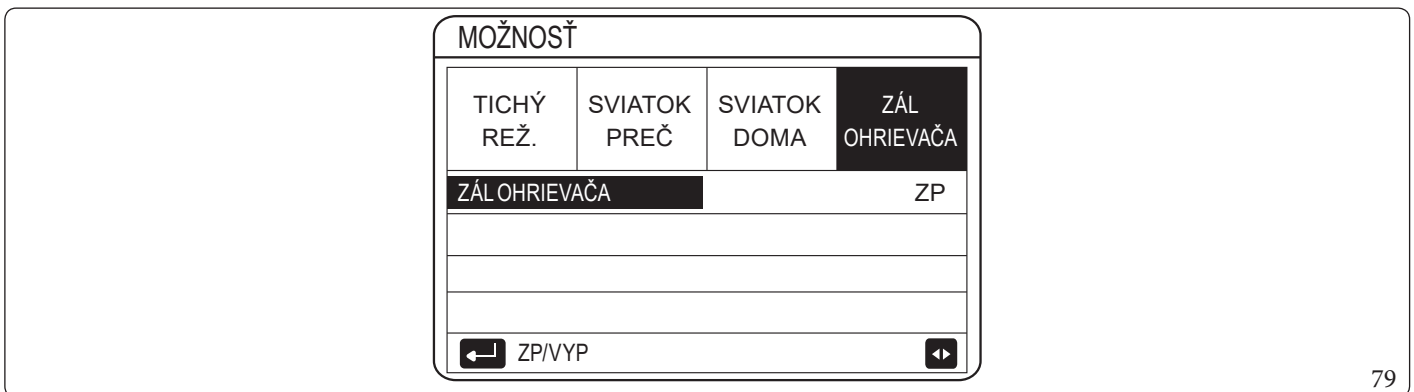 MOŽNOSŤ
TICHÝ REŽ.
SVIATOK PREČ
SVIATOK DOMA
ZÁL OHRIEVAČA
ZÁL OHRIEVAČA ZP
ZP/VYP
79